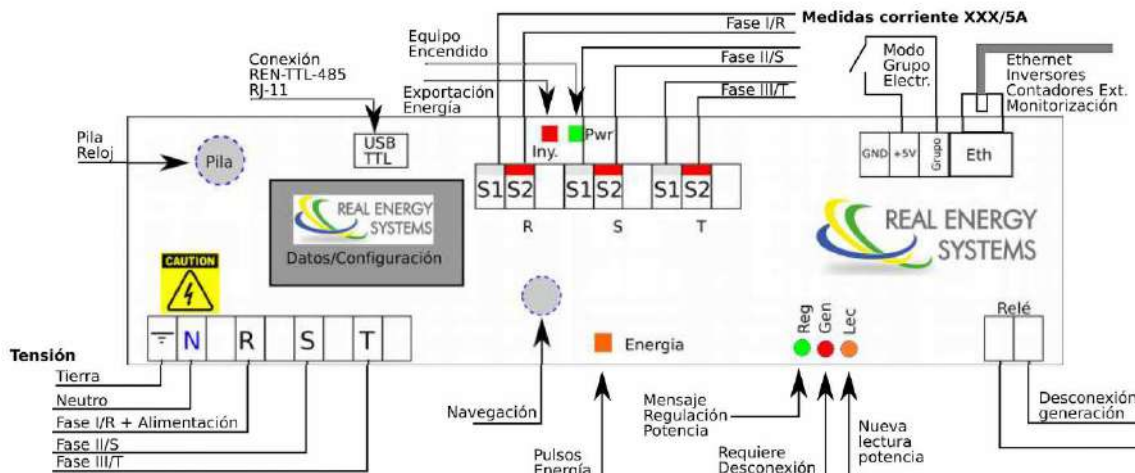 Medidas corriente XXX/5A
Fase I/R
Fase II/S
Fase III/T
Equipo
Encendido
Exportación
Energía
Conexión
REN-TTL-485
RJ-11
Modo
Grupo
Electr.
Ethernet
Inversores
Contadores Ext.
Monitorización
Pila
Reloj
Pila
USB
TTL
Iny.
Pwr
S1 S2 S1 S2 S1 S2
R S T
GND +5V Grupo Eth
REAL ENERGY
SYSTEMS
Datos/Configuración
REAL ENERGY
SYSTEMS
CAUTION
N R S T
Energia
Reg Gen Lec
Relé
Tensión
Tierra
Neutro
Fase I/R + Alimentación
Fase II/S
Fase III/T
Navegación
Pulsos
Energía
Mensaje
Regulación
Potencia
Requiere
Desconexión
Nueva
lectura
potencia
Desconexión
generación